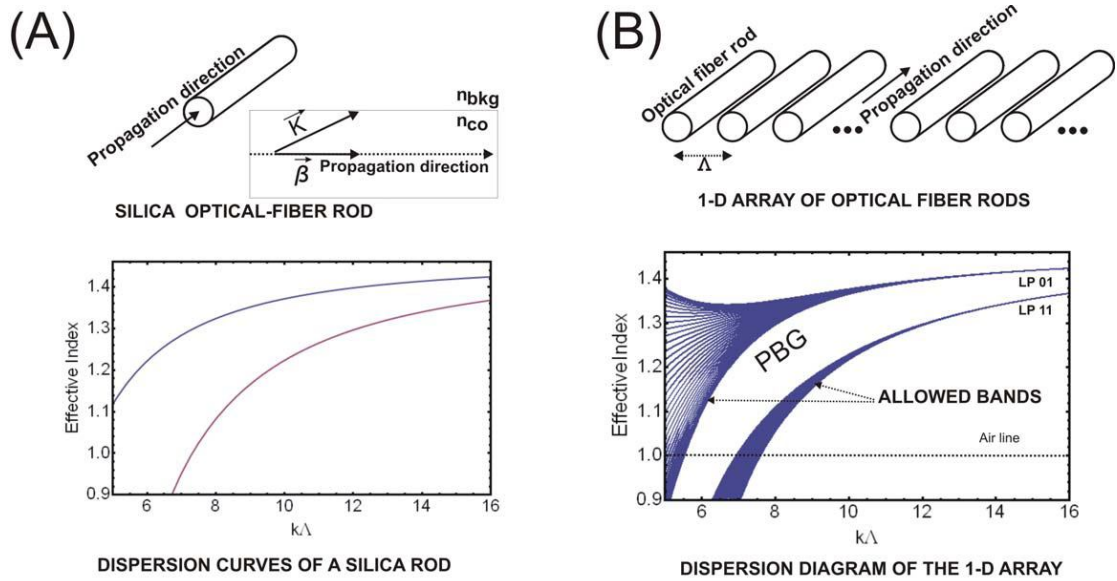 (A)
Propagation direction
n_bkg
n_co
K
β
Propagation direction
SILICA OPTICAL-FIBER ROD
Effective Index
1.4
1.3
1.2
1.1
1.0
0.9
6 8 10 12 14 16
kΛ
DISPERSION CURVES OF A SILICA ROD
(B)
Optical fiber rod
Propagation direction
Λ
1-D ARRAY OF OPTICAL FIBER RODS
Effective Index
1.4
1.3
1.2
1.1
1.0
0.9
LP 01
LP 11
PBG
ALLOWED BANDS
Air line
6 8 10 12 14 16
kΛ
DISPERSION DIAGRAM OF THE 1-D ARRAY